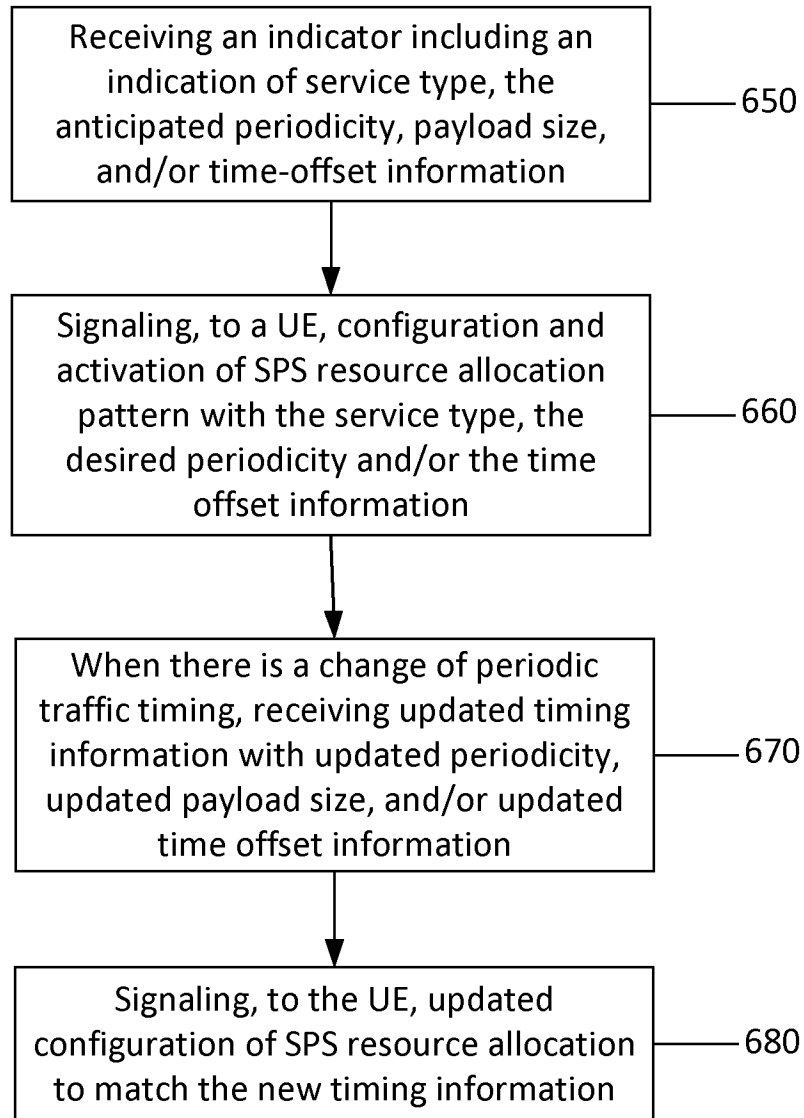 Receiving an indicator including an
indication of service type, the
anticipated periodicity, payload size,
and/or time-offset information
650
Signaling, to a UE, configuration and
activation of SPS resource allocation
pattern with the service type, the
desired periodicity and/or the time
offset information
660
When there is a change of periodic
traffic timing, receiving updated timing
information with updated periodicity,
updated payload size, and/or updated
time offset information
670
Signaling, to the UE, updated
configuration of SPS resource allocation
to match the new timing information
680